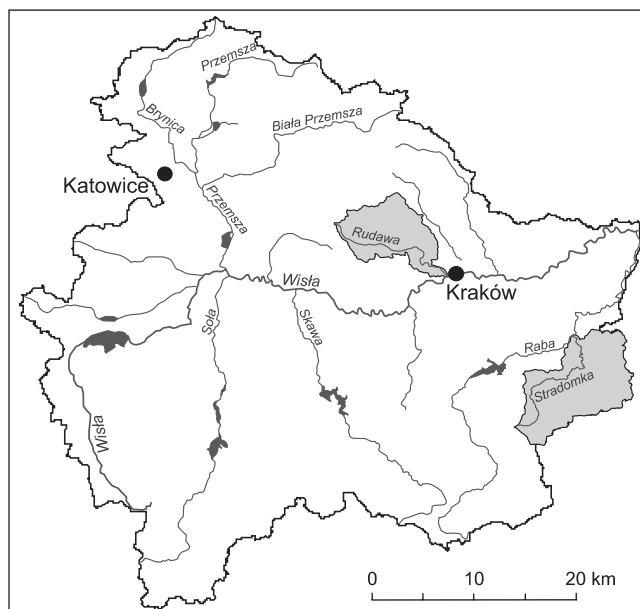 Przemsza
Brynica
Biała Przemsza
Katowice
Przemsza
Rudawa
Wisła
Kraków
Soła
Skawa
Raba
Stradomka
Wisła
0 10 20 km